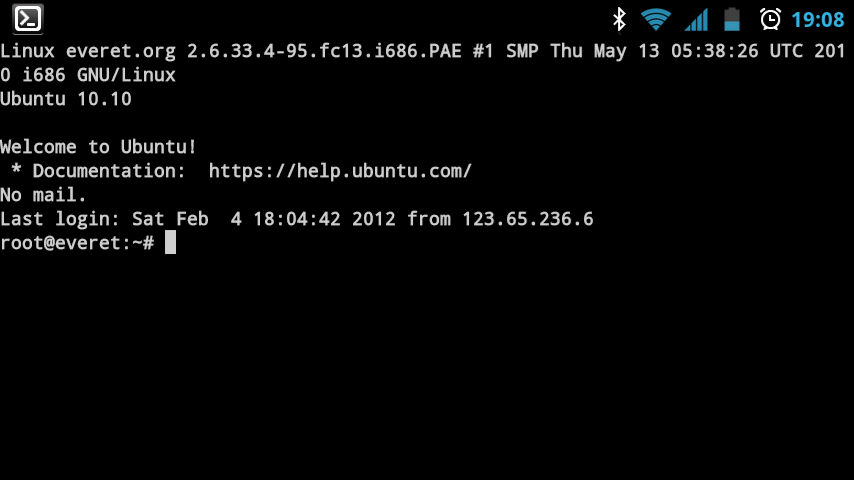 19:08
Linux everet.org 2.6.33.4-95.fc13.i686.PAE #1 SMP Thu May 13 05:38:26 UTC 201
0 i686 GNU/Linux
Ubuntu 10.10
Welcome to Ubuntu!
 * Documentation:  https://help.ubuntu.com/
No mail.
Last login: Sat Feb  4 18:04:42 2012 from 123.65.236.6
root@everet:~#